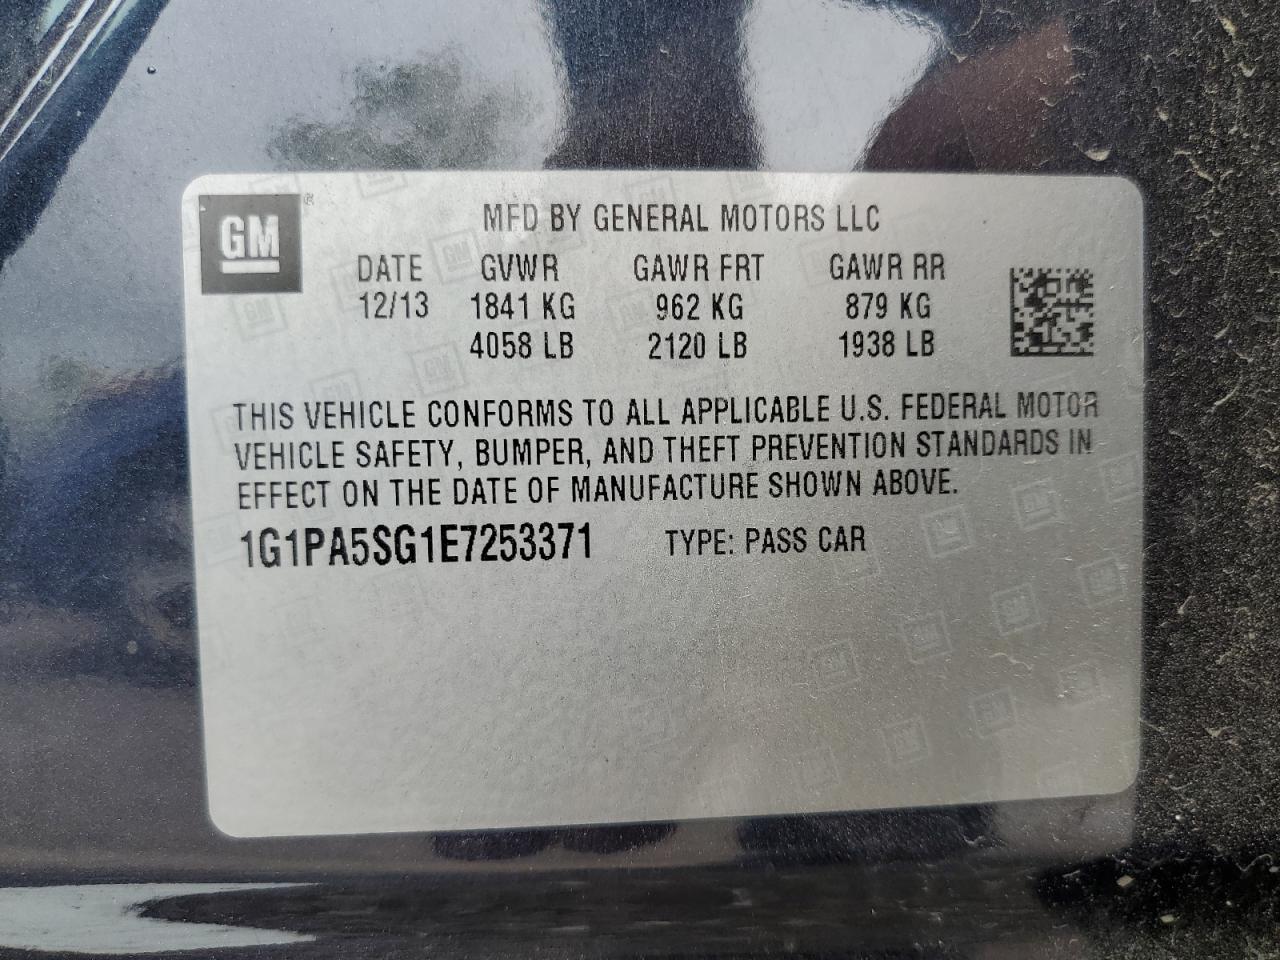 GM®
MFD BY GENERAL MOTORS LLC
DATE GVWR GAWR FRT GAWR RR
12/13 1841 KG 962 KG 879 KG
4058 LB 2120 LB 1938 LB
THIS VEHICLE CONFORMS TO ALL APPLICABLE U.S. FEDERAL MOTOR
VEHICLE SAFETY, BUMPER, AND THEFT PREVENTION STANDARDS IN
EFFECT ON THE DATE OF MANUFACTURE SHOWN ABOVE.
1G1PA5SG1E7253371 TYPE: PASS CAR